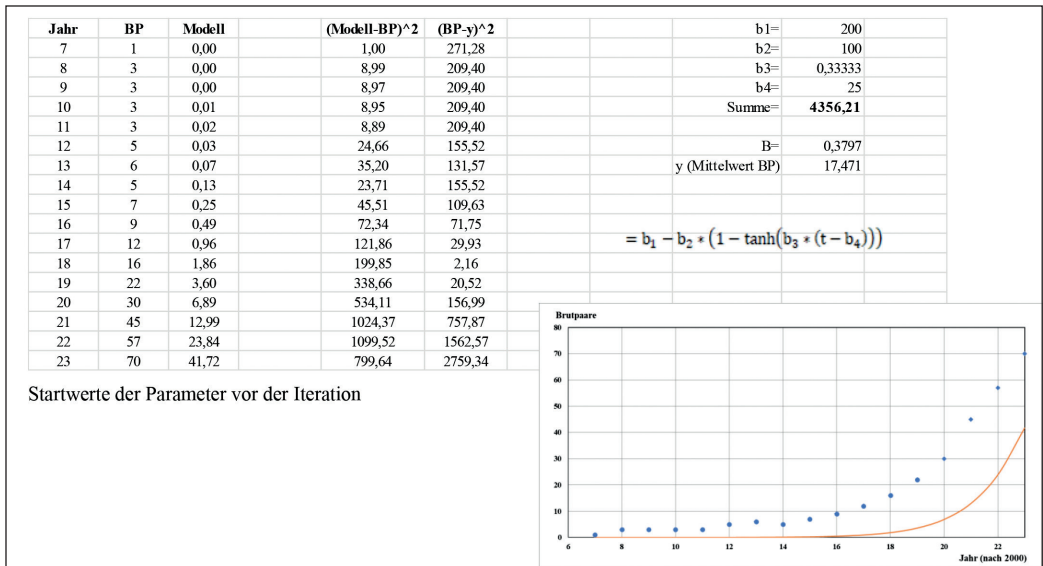 Jahr BP Modell (Modell-BP)^2 (BP-y)^2 b1= 200
7 1 0,00 1,00 271,28 b2= 100
8 3 0,00 8,99 209,40 b3= 0,33333
9 3 0,00 8,97 209,40 b4= 25
10 3 0,01 8,95 209,40 Summe= 4356,21
11 3 0,02 8,89 209,40
12 5 0,03 24,66 155,52 B= 0,3797
13 6 0,07 35,20 131,57 y (Mittelwert BP) 17,471
14 5 0,13 23,71 155,52
15 7 0,25 45,51 109,63
16 9 0,49 72,34 71,75
17 12 0,96 121,86 29,93
= b₁ − b₂ * (1 − tanh(b₃ * (t − b₄)))
18 16 1,86 199,85 2,16
19 22 3,60 338,66 20,52
20 30 6,89 534,11 156,99
21 45 12,99 1024,37 757,87
22 57 23,84 1099,52 1562,57
23 70 41,72 799,64 2759,34
Startwerte der Parameter vor der Iteration
Brutpaare
80
70
60
50
40
30
20
10
0
6 8 10 12 14 16 18 20 22
Jahr (nach 2000)